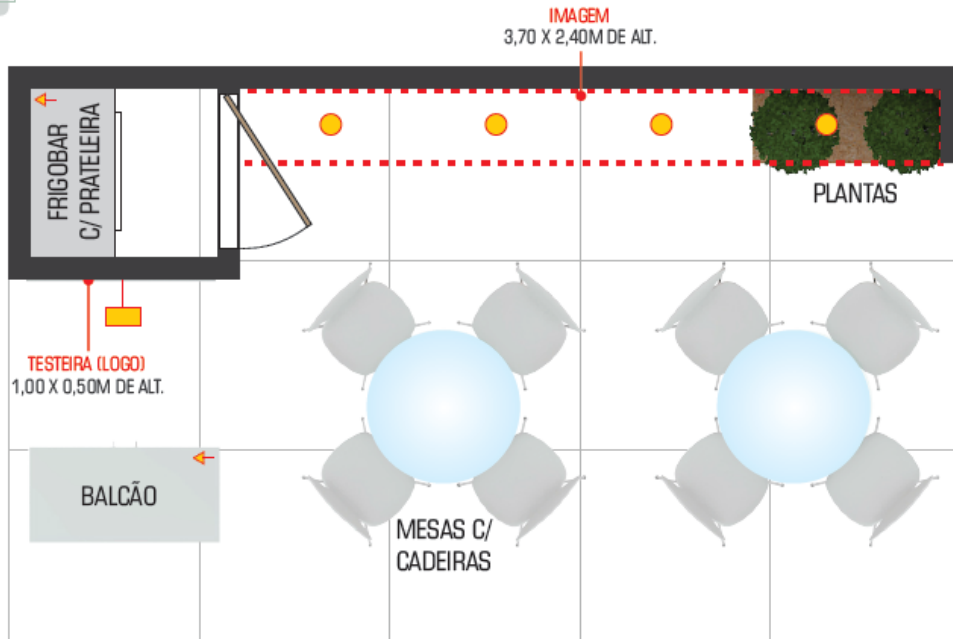 IMAGEM
3,70 X 2,40M DE ALT.
FRIGOBAR
C/ PRATELEIRA
PLANTAS
TESTEIRA (LOGO)
1,00 X 0,50M DE ALT.
BALCÃO
MESAS C/
CADEIRAS